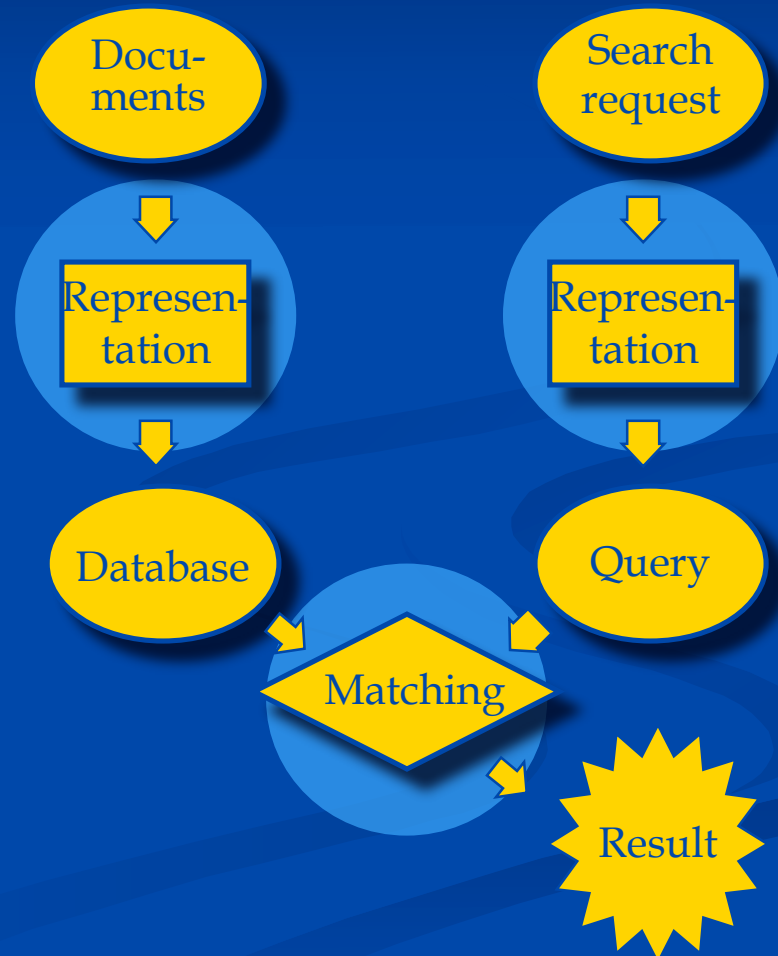 Docu-
ments
Search
request
Represen-
tation
Represen-
tation
Database
Query
Matching
Result